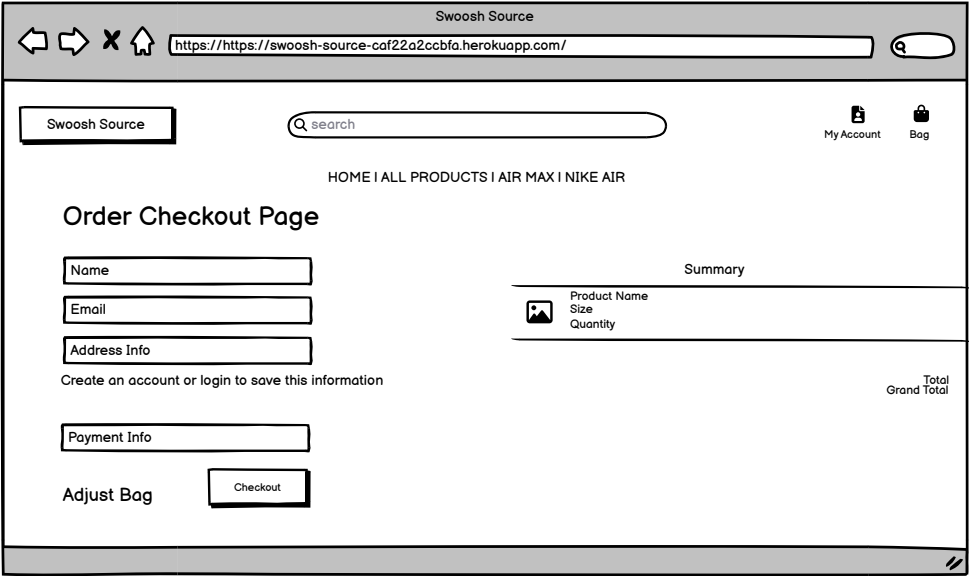 Swoosh Source
https://https://swoosh-source-caf22a2ccbfa.herokuapp.com/
Swoosh Source
search
My Account
Bag
HOME I ALL PRODUCTS I AIR MAX I NIKE AIR
Order Checkout Page
Name
Email
Address Info
Create an account or login to save this information
Payment Info
Adjust Bag
Checkout
Summary
Product Name
Size
Quantity
Total
Grand Total